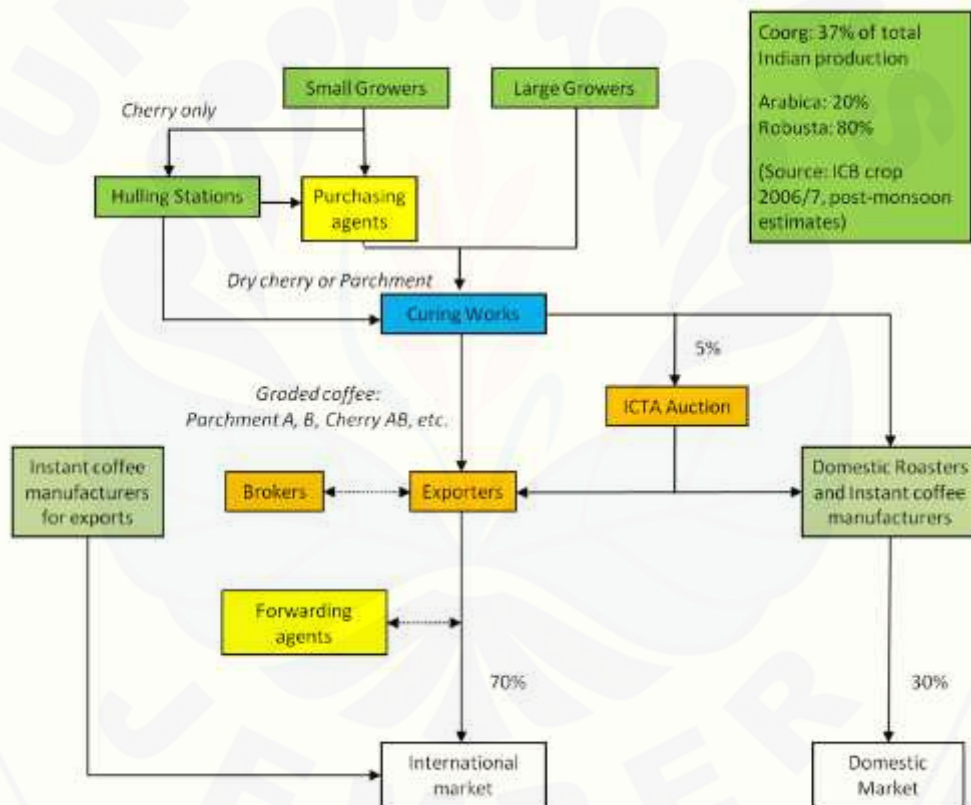 Coorg: 37% of total
Indian production
Arabica: 20%
Robusta: 80%
(Source: ICB crop
2006/7, post-monsoon
estimates)
Small Growers
Large Growers
Cherry only
Hulling Stations
Purchasing
agents
Dry cherry or Parchment
Curing Works
5%
Graded coffee:
Parchment A, B, Cherry AB, etc.
ICTA Auction
Instant coffee
manufacturers
for exports
Brokers
Exporters
Domestic Roasters
and Instant coffee
manufacturers
Forwarding
agents
70%
30%
International
market
Domestic
Market